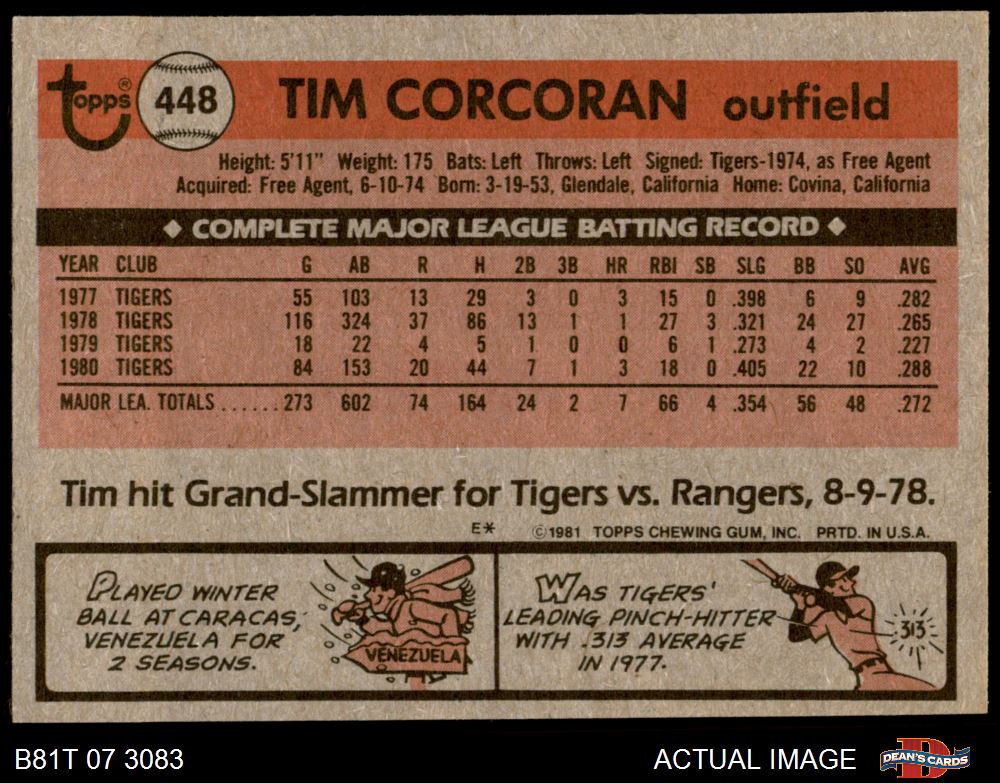 Topps® 448 TIM CORCORAN outfield
Height: 5'11" Weight: 175 Bats: Left Throws: Left Signed: Tigers-1974, as Free Agent
Acquired: Free Agent, 6-10-74 Born: 3-19-53, Glendale, California Home: Covina, California
◆ COMPLETE MAJOR LEAGUE BATTING RECORD ◆
YEAR CLUB G AB R H 2B 3B HR RBI SB SLG BB SO AVG
1977 TIGERS 55 103 13 29 3 0 3 15 0 .398 6 9 .282
1978 TIGERS 116 324 37 86 13 1 1 27 3 .321 24 27 .265
1979 TIGERS 18 22 4 5 1 0 0 6 1 .273 4 2 .227
1980 TIGERS 84 153 20 44 7 1 3 18 0 .405 22 10 .288
MAJOR LEA. TOTALS ......273 602 74 164 24 2 7 66 4 .354 56 48 .272
Tim hit Grand-Slammer for Tigers vs. Rangers, 8-9-78.
E* ©1981 TOPPS CHEWING GUM, INC. PRTD. IN U.S.A.
PLAYED WINTER
BALL AT CARACAS,
VENEZUELA FOR
2 SEASONS.
VENEZUELA
WAS TIGERS'
LEADING PINCH-HITTER
WITH .313 AVERAGE
IN 1977.
313
B81T 07 3083 ACTUAL IMAGE DEAN'S CARDS